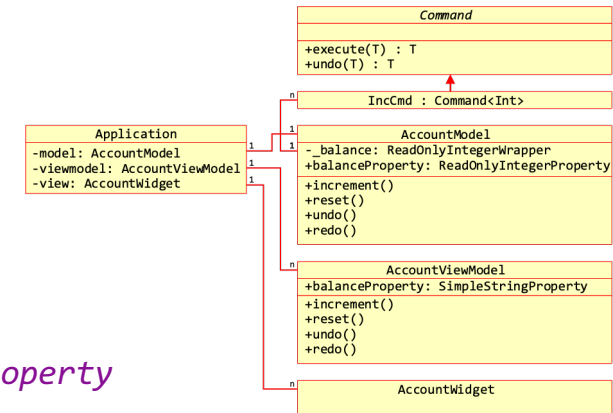 Command
+execute(T) : T
+undo(T) : T
n
IncCmd : Command<Int>
Application
-model: AccountModel
-viewmodel: AccountViewModel
-view: AccountWidget
1
1
1
1
1
AccountModel
-_balance: ReadOnlyIntegerWrapper
+balanceProperty: ReadOnlyIntegerProperty
+increment()
+reset()
+undo()
+redo()
n
AccountViewModel
+balanceProperty: SimpleStringProperty
+increment()
+reset()
+undo()
+redo()
operty
n
AccountWidget